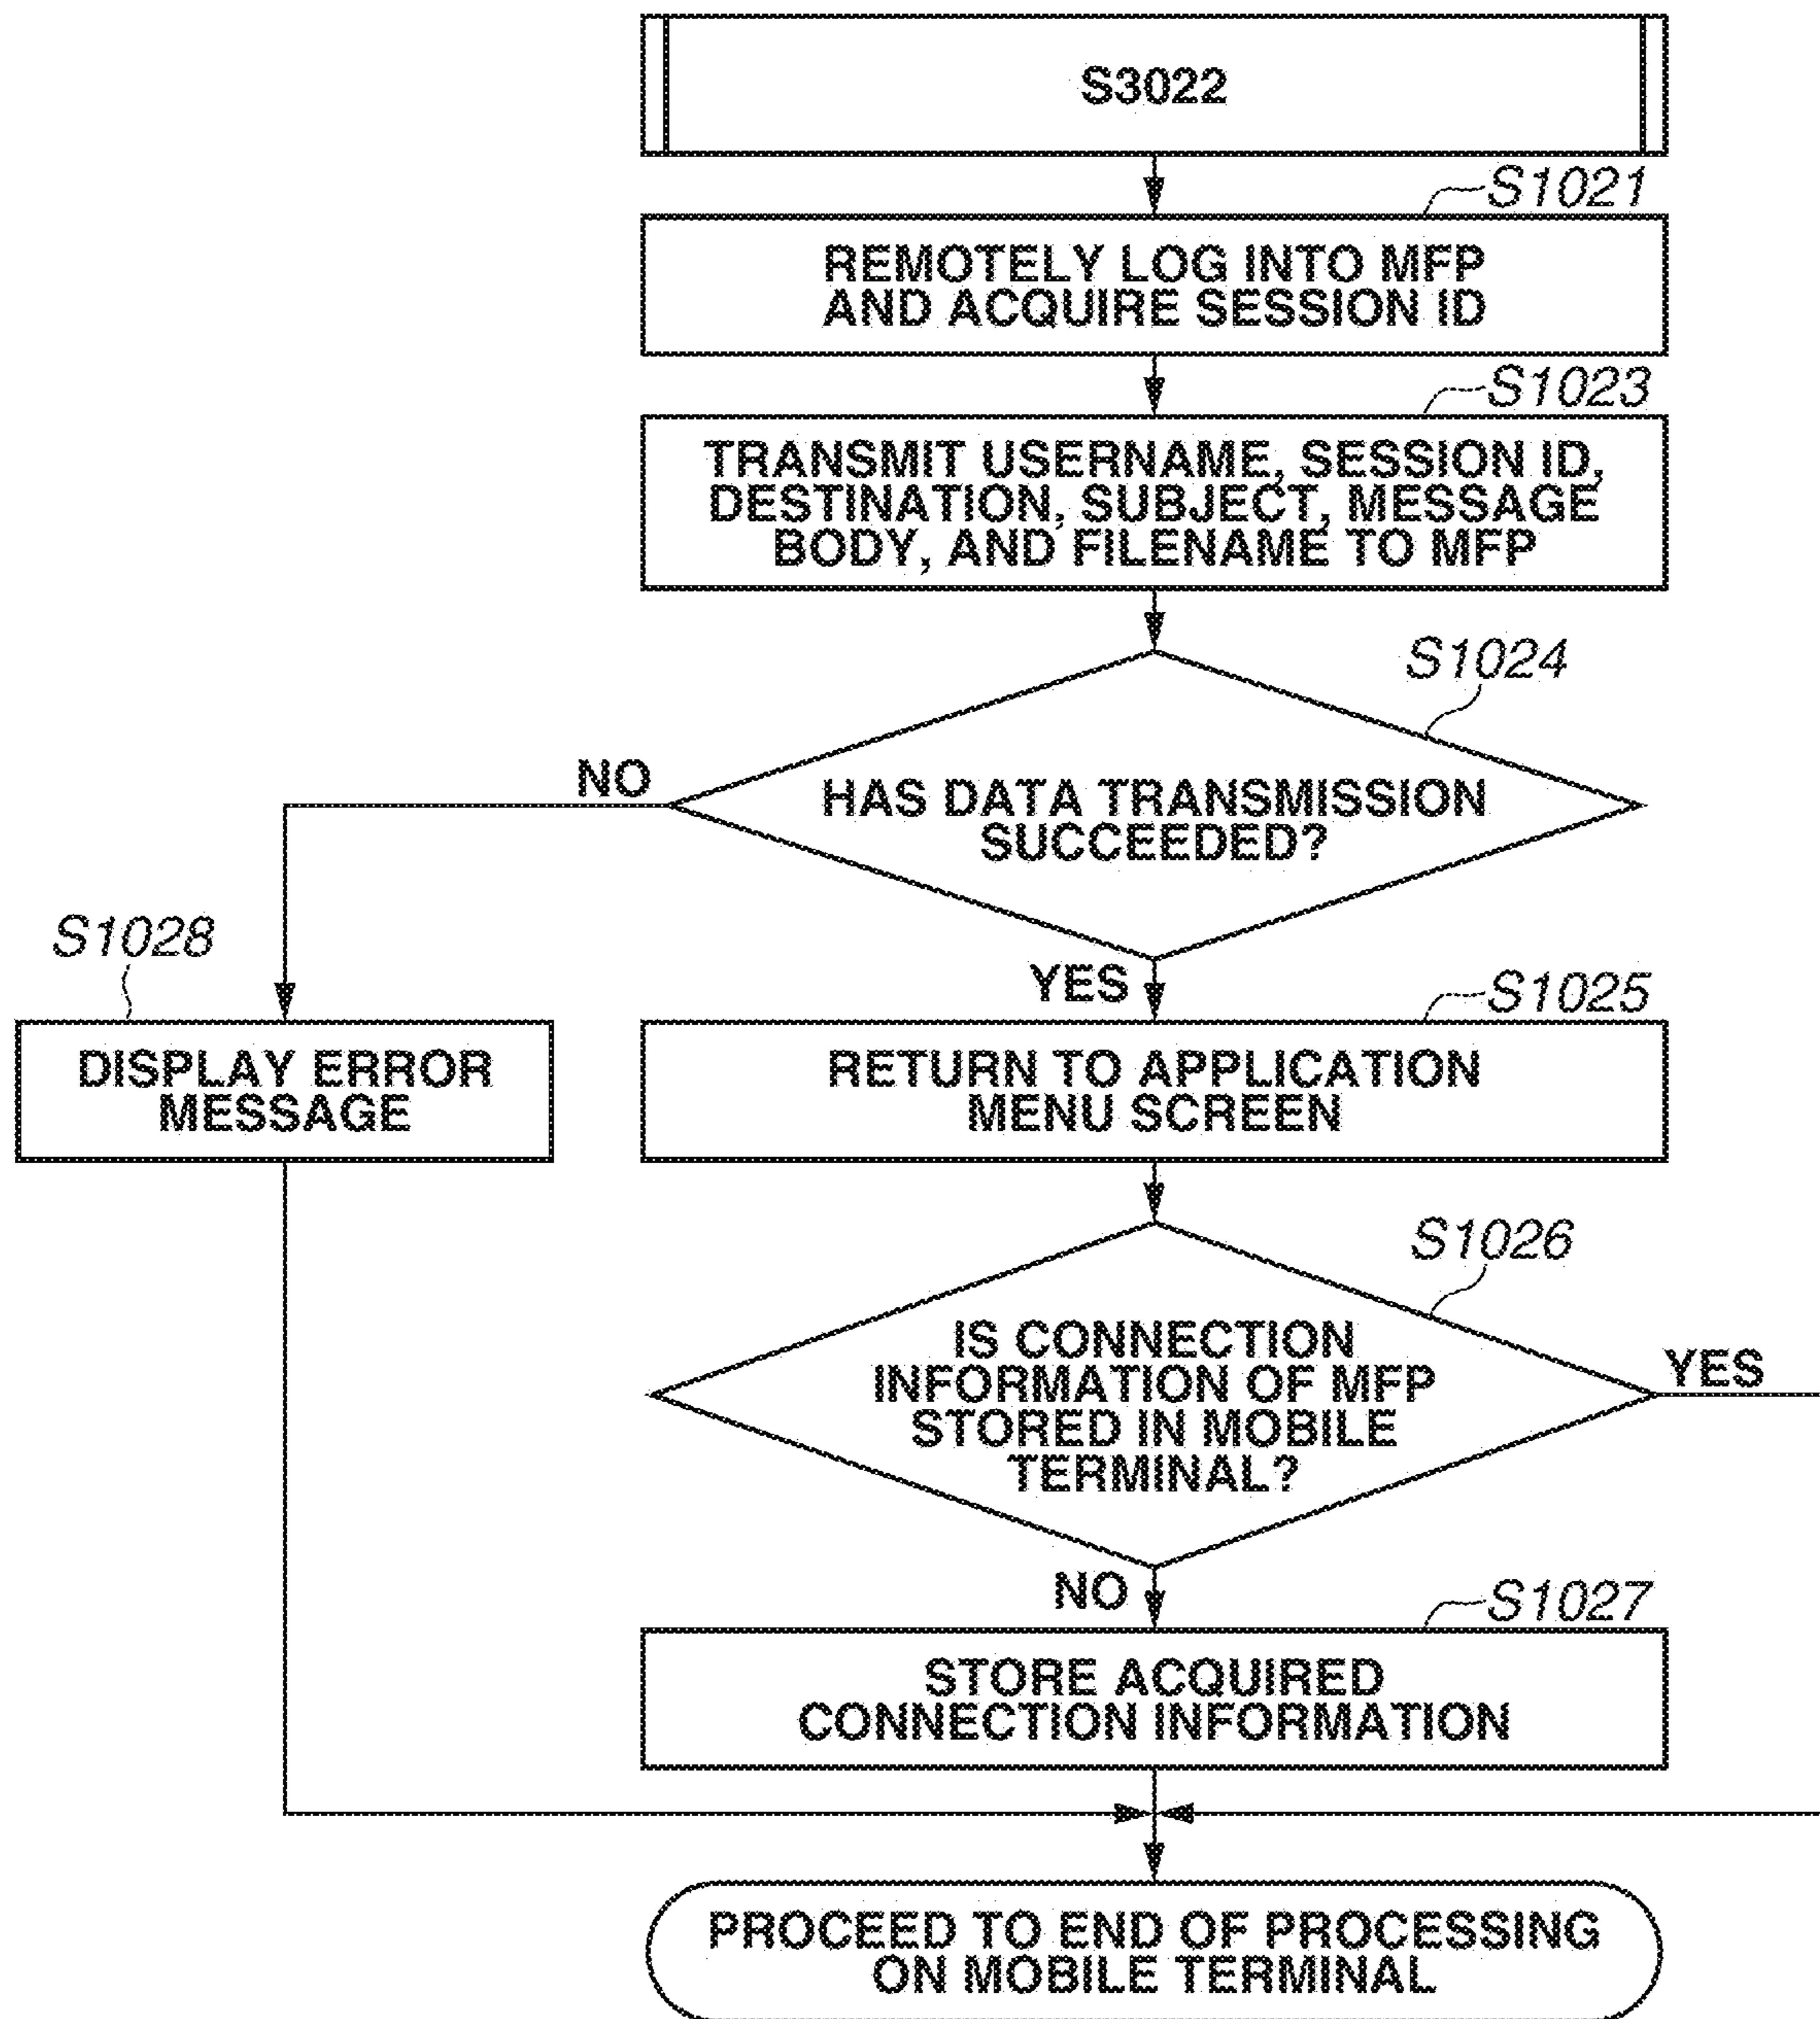 S3022
S1021
REMOTELY LOG INTO MFP
AND ACQUIRE SESSION ID
S1023
TRANSMIT USERNAME, SESSION ID,
DESTINATION, SUBJECT, MESSAGE
BODY, AND FILENAME TO MFP
S1024
NO
HAS DATA TRANSMISSION
SUCCEEDED?
S1028
YES
S1025
DISPLAY ERROR
MESSAGE
RETURN TO APPLICATION
MENU SCREEN
S1026
IS CONNECTION
INFORMATION OF MFP
STORED IN MOBILE
TERMINAL?
YES
NO
S1027
STORE ACQUIRED
CONNECTION INFORMATION
PROCEED TO END OF PROCESSING
ON MOBILE TERMINAL